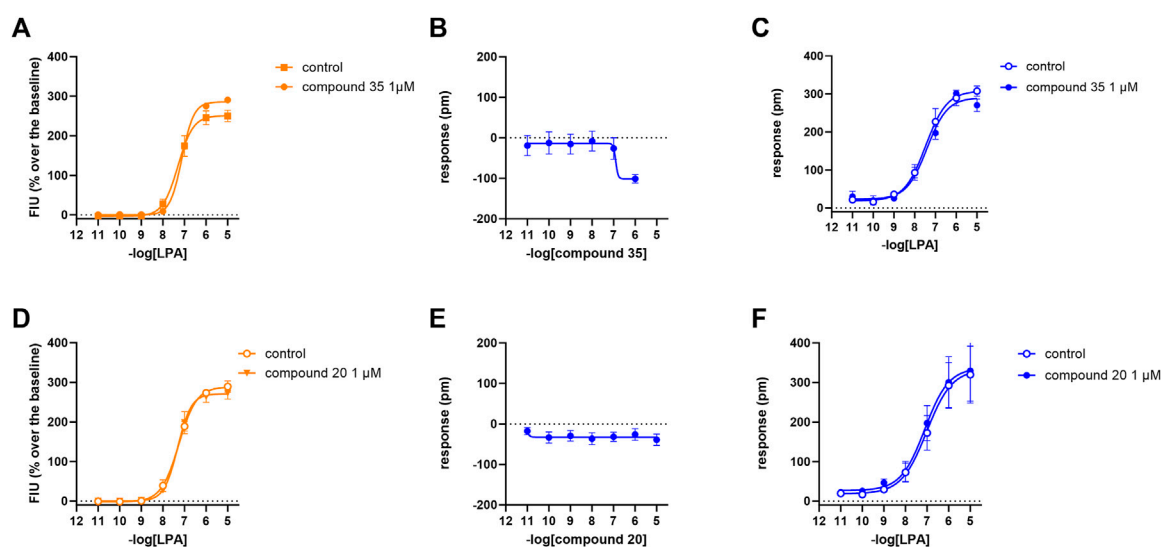 A
FIU (% over the baseline)
400
300
200
100
0
12 11 10 9 8 7 6 5
-log[LPA]
control
compound 35 1µM
B
response (pm)
200
100
0
-100
-200
12 11 10 9 8 7 6 5
-log[compound 35]
C
response (pm)
400
300
200
100
0
12 11 10 9 8 7 6 5
-log[LPA]
control
compound 35 1 µM
D
FIU (% over the baseline)
400
300
200
100
0
12 11 10 9 8 7 6 5
-log[LPA]
control
compound 20 1 µM
E
response (pm)
200
100
0
-100
-200
12 11 10 9 8 7 6 5
-log[compound 20]
F
response (pm)
400
300
200
100
0
12 11 10 9 8 7 6 5
-log[LPA]
control
compound 20 1 µM